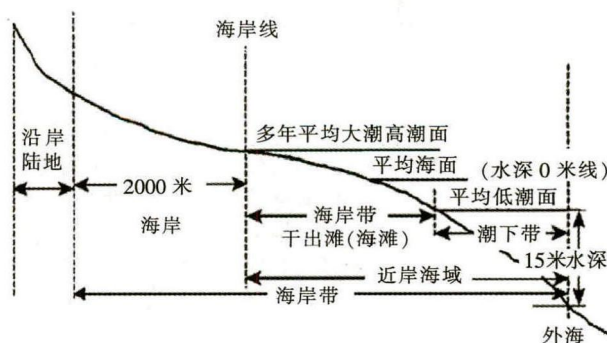 海岸线
沿岸
陆地
多年平均大潮高潮面
平均海面
(水深0米线)
2000米
平均低潮面
海岸
海岸带
干出滩(海滩)
潮下带
15米水深
近岸海域
海岸带
外海